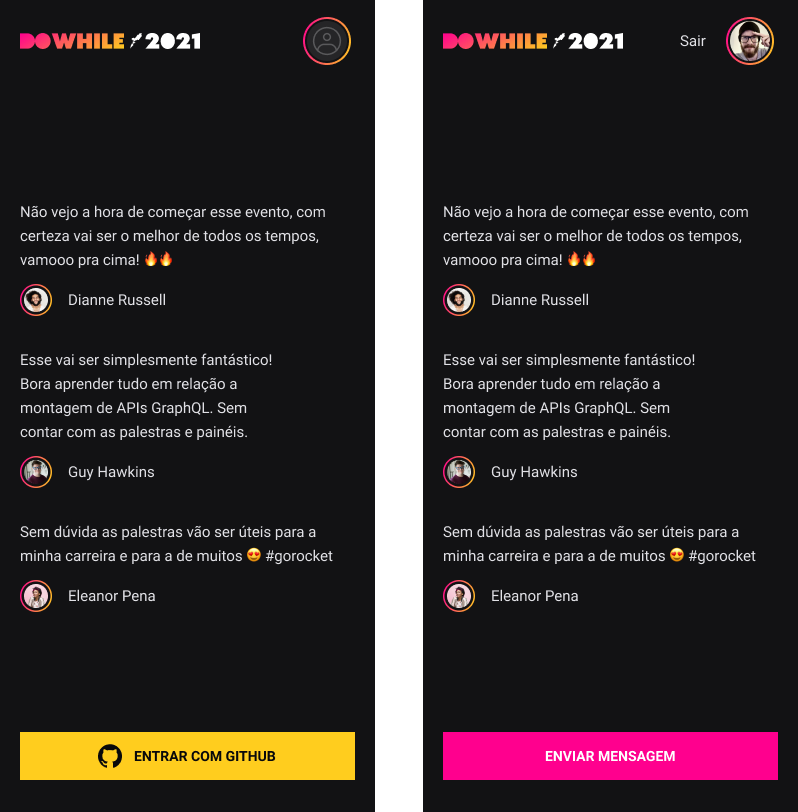 DOWHILE 2021
Não vejo a hora de começar esse evento, com
certeza vai ser o melhor de todos os tempos,
vamooo pra cima! 🔥🔥
Dianne Russell
Esse vai ser simplesmente fantástico!
Bora aprender tudo em relação a
montagem de APIs GraphQL. Sem
contar com as palestras e painéis.
Guy Hawkins
Sem dúvida as palestras vão ser úteis para a
minha carreira e para a de muitos 😍 #gorocket
Eleanor Pena
ENTRAR COM GITHUB
DOWHILE 2021
Sair
Não vejo a hora de começar esse evento, com
certeza vai ser o melhor de todos os tempos,
vamooo pra cima! 🔥🔥
Dianne Russell
Esse vai ser simplesmente fantástico!
Bora aprender tudo em relação a
montagem de APIs GraphQL. Sem
contar com as palestras e painéis.
Guy Hawkins
Sem dúvida as palestras vão ser úteis para a
minha carreira e para a de muitos 😍 #gorocket
Eleanor Pena
ENVIAR MENSAGEM